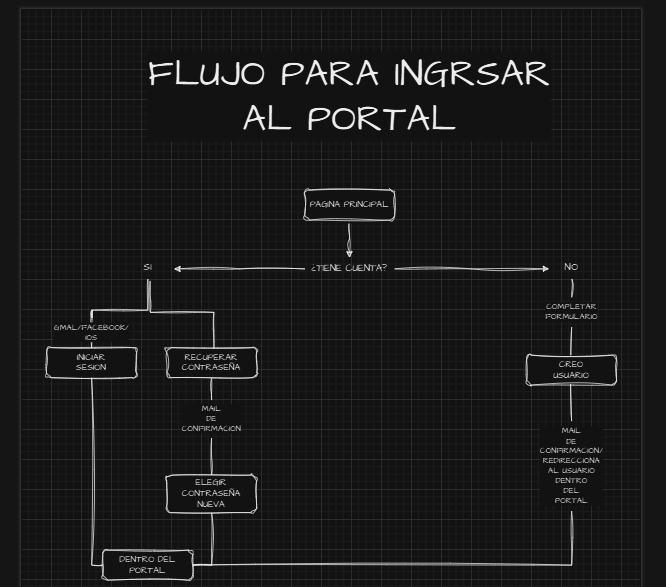 FLUJO PARA INGRSAR
AL PORTAL
PAGINA PRINCIPAL
SI
¿TIENE CUENTA?
NO
COMPLETAR
FORMULARIO
GMAL/FACEBOOK/
IOS
INICIAR
SESION
RECUPERAR
CONTRASEÑA
CREO
USUARIO
MAIL
DE
CONFIRMACION
MAIL
DE
CONFIRMACION/
REDIRECCIONA
AL USUARIO
DENTRO
DEL
PORTAL
ELEGIR
CONTRASEÑA
NUEVA
DENTRO DEL
PORTAL